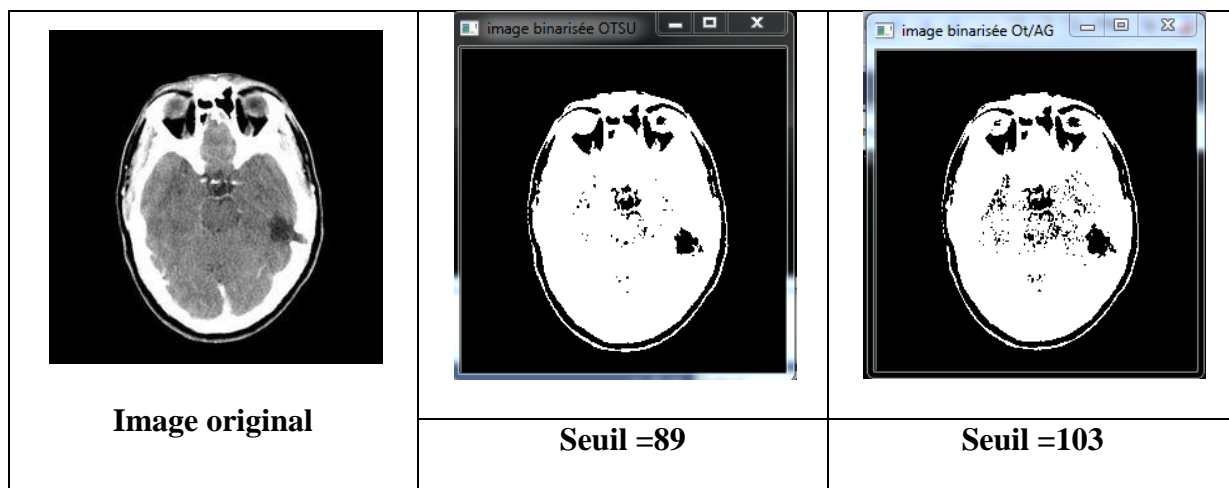 image binarisée OTSU
image binarisée Ot/AG
Image original
Seuil =89
Seuil =103